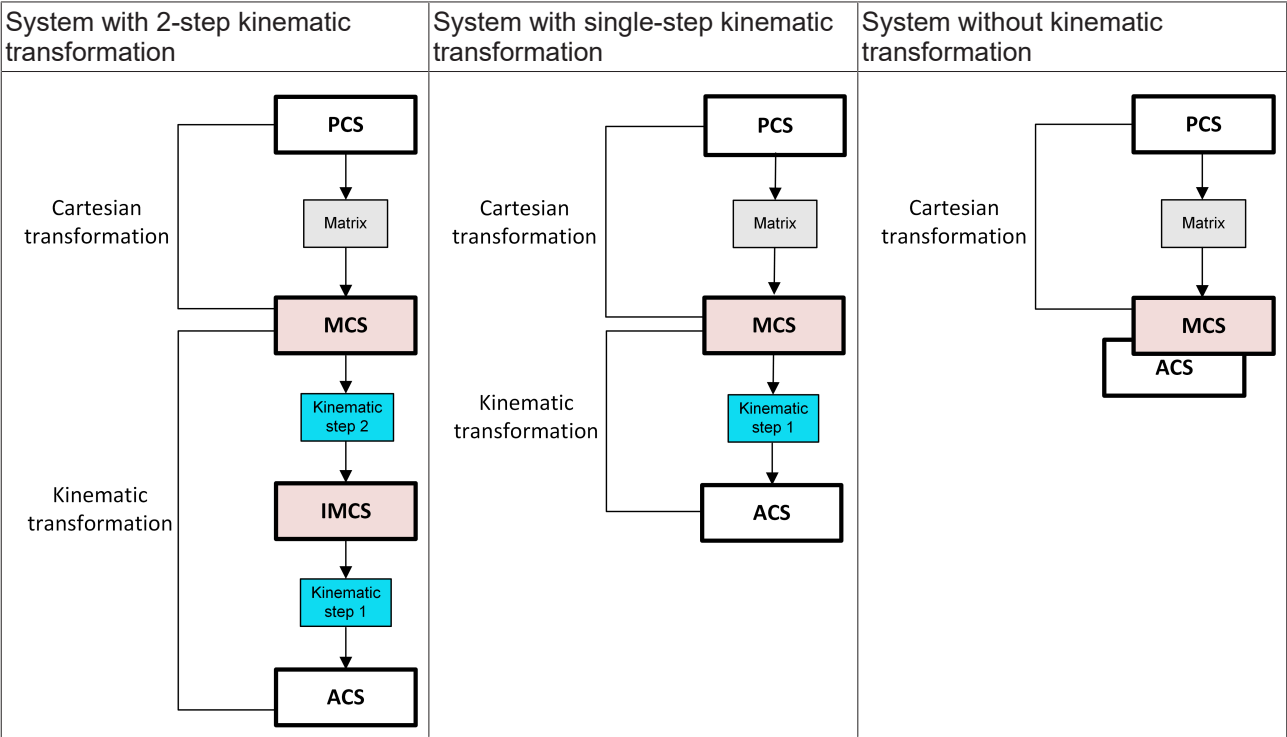 System with 2-step kinematic
transformation
System with single-step kinematic
transformation
System without kinematic
transformation
PCS
Cartesian
transformation
Matrix
MCS
Kinematic
step 2
Kinematic
transformation
IMCS
Kinematic
step 1
ACS
PCS
Cartesian
transformation
Matrix
MCS
Kinematic
transformation
Kinematic
step 1
ACS
PCS
Cartesian
transformation
Matrix
MCS
ACS